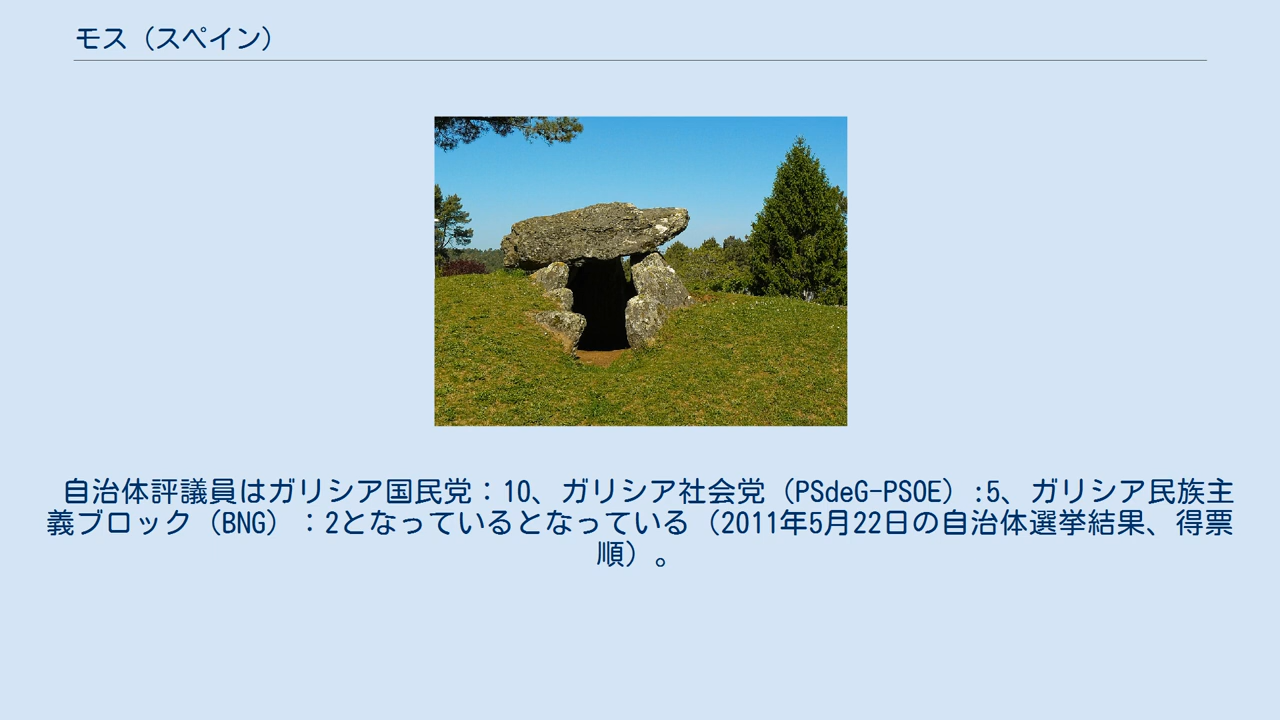 モス（スペイン）
自治体評議員はガリシア国民党：10、ガリシア社会党（PSdeG-PSOE）:5、ガリシア民族主
義ブロック（BNG）：2となっているとなっている（2011年5月22日の自治体選挙結果、得票
順）。